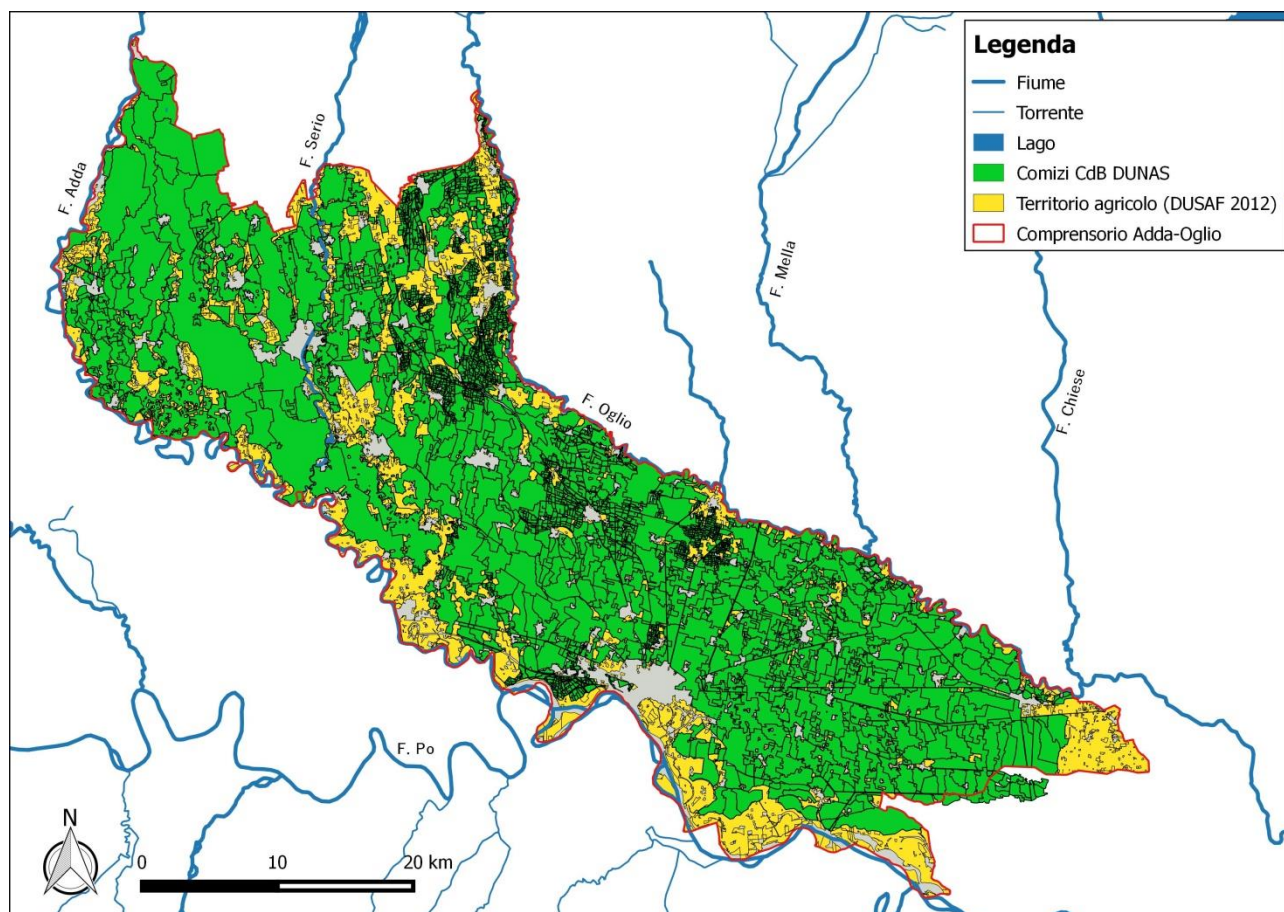 Legenda
Fiume
Torrente
Lago
Comizi CdB DUNAS
Territorio agricolo (DUSAF 2012)
Comprensorio Adda-Oglio
F. Adda
F. Serio
F. Mella
F. Oglio
F. Chiese
F. Po
N
0 10 20 km